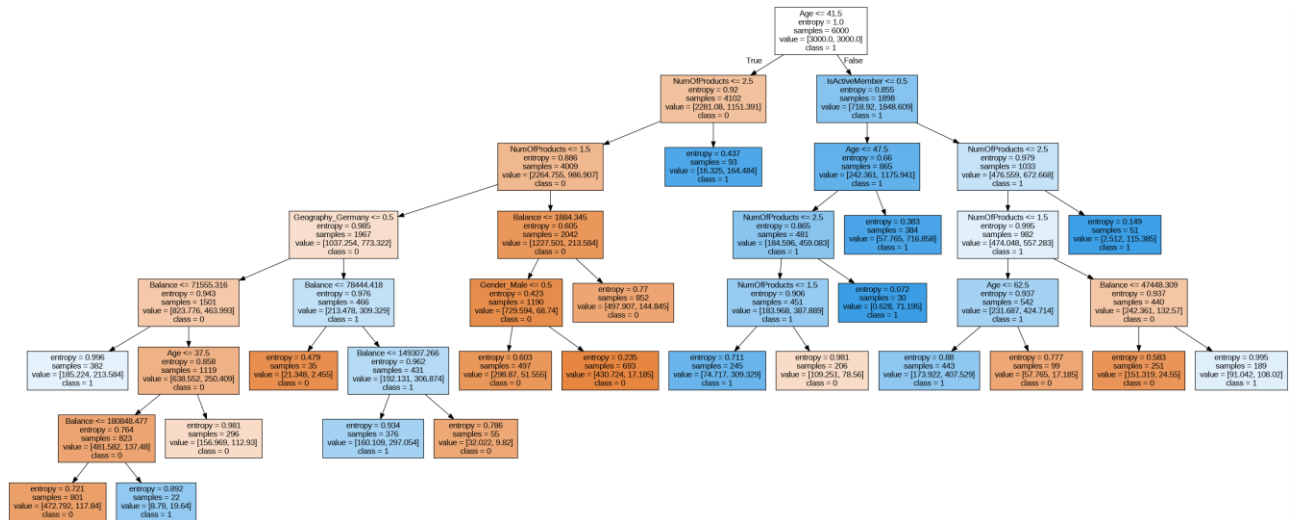 Age <= 41.5
entropy = 1.0
samples = 6000
value = [3000.0, 3000.0]
class = 1
True
False
NumOfProducts <= 2.5
entropy = 0.92
samples = 4102
value = [2281.08, 1151.391]
class = 0
IsActiveMember <= 0.5
entropy = 0.855
samples = 1898
value = [718.92, 1848.609]
class = 1
NumOfProducts <= 1.5
entropy = 0.886
samples = 4009
value = [2264.755, 986.907]
class = 0
entropy = 0.437
samples = 93
value = [16.325, 164.484]
class = 1
Age <= 47.5
entropy = 0.66
samples = 865
value = [242.361, 1175.941]
class = 1
NumOfProducts <= 2.5
entropy = 0.979
samples = 1033
value = [476.559, 672.668]
class = 1
Geography_Germany <= 0.5
entropy = 0.985
samples = 1967
value = [1037.254, 773.322]
class = 0
Balance <= 1884.345
entropy = 0.605
samples = 2042
value = [1227.501, 213.584]
class = 0
NumOfProducts <= 2.5
entropy = 0.865
samples = 481
value = [184.596, 459.083]
class = 1
entropy = 0.383
samples = 384
value = [57.765, 716.858]
class = 1
NumOfProducts <= 1.5
entropy = 0.995
samples = 982
value = [474.048, 557.283]
class = 1
entropy = 0.149
samples = 51
value = [2.512, 115.385]
class = 1
Balance <= 71555.316
entropy = 0.943
samples = 1501
value = [823.776, 463.993]
class = 0
Balance <= 78444.418
entropy = 0.976
samples = 466
value = [213.478, 309.329]
class = 1
Gender_Male <= 0.5
entropy = 0.423
samples = 1190
value = [729.594, 68.74]
class = 0
entropy = 0.77
samples = 852
value = [497.907, 144.845]
class = 0
NumOfProducts <= 1.5
entropy = 0.906
samples = 451
value = [183.968, 387.889]
class = 1
entropy = 0.072
samples = 30
value = [0.628, 71.195]
class = 1
Age <= 62.5
entropy = 0.937
samples = 542
value = [231.687, 424.714]
class = 1
Balance <= 47448.309
entropy = 0.937
samples = 440
value = [242.361, 132.57]
class = 0
entropy = 0.996
samples = 382
value = [185.224, 213.584]
class = 1
Age <= 37.5
entropy = 0.858
samples = 1119
value = [638.552, 250.409]
class = 0
entropy = 0.479
samples = 35
value = [21.348, 2.455]
class = 0
Balance <= 149307.266
entropy = 0.962
samples = 431
value = [192.131, 306.874]
class = 1
entropy = 0.603
samples = 497
value = [298.87, 51.555]
class = 0
entropy = 0.235
samples = 693
value = [430.724, 17.185]
class = 0
entropy = 0.711
samples = 245
value = [74.717, 309.329]
class = 1
entropy = 0.981
samples = 206
value = [109.251, 78.56]
class = 0
entropy = 0.88
samples = 443
value = [173.922, 407.529]
class = 1
entropy = 0.777
samples = 99
value = [57.765, 17.185]
class = 0
entropy = 0.583
samples = 251
value = [151.319, 24.55]
class = 0
entropy = 0.995
samples = 189
value = [91.042, 108.02]
class = 1
Balance <= 180848.477
entropy = 0.764
samples = 823
value = [481.582, 137.48]
class = 0
entropy = 0.981
samples = 296
value = [156.969, 112.93]
class = 0
entropy = 0.934
samples = 376
value = [160.109, 297.054]
class = 1
entropy = 0.786
samples = 55
value = [32.022, 9.82]
class = 0
entropy = 0.721
samples = 801
value = [472.792, 117.84]
class = 0
entropy = 0.892
samples = 22
value = [8.79, 19.64]
class = 1